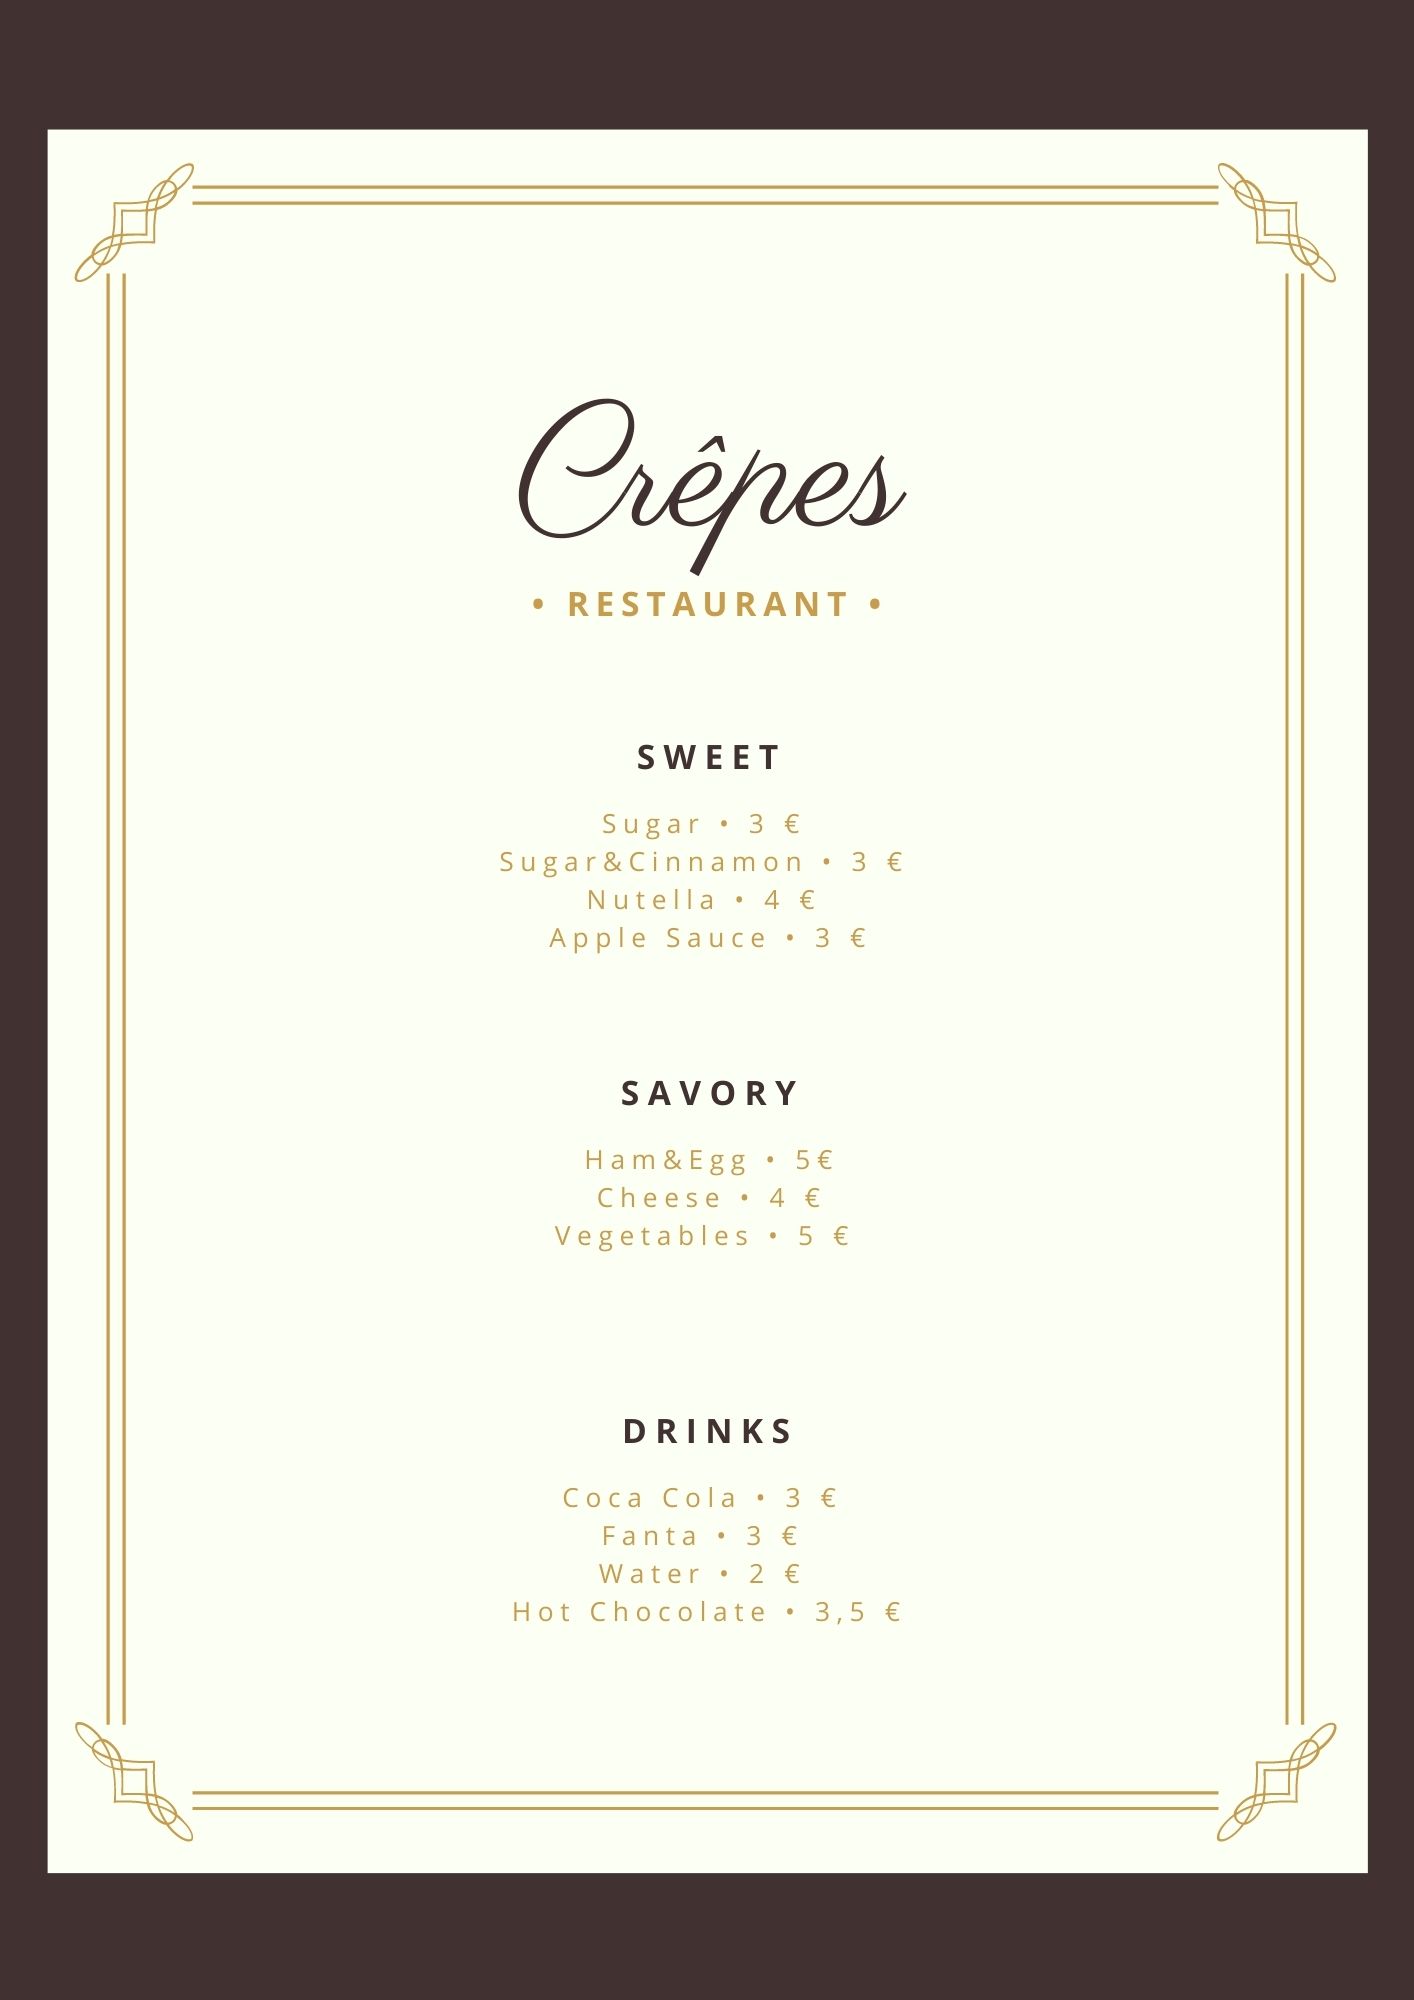 Crêpes
• RESTAURANT •
SWEET
Sugar • 3 €
Sugar&Cinnamon • 3 €
Nutella • 4 €
Apple Sauce • 3 €
SAVORY
Ham&Egg • 5€
Cheese • 4 €
Vegetables • 5 €
DRINKS
Coca Cola • 3 €
Fanta • 3 €
Water • 2 €
Hot Chocolate • 3,5 €